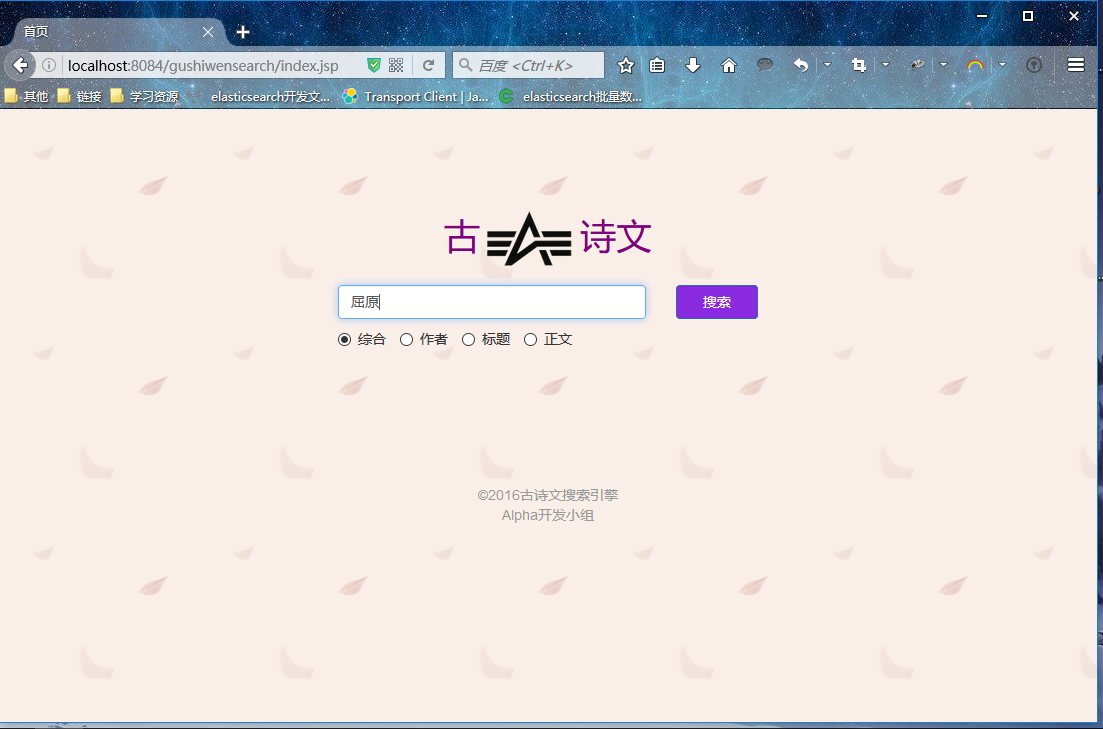 首页
localhost:8084/gushiwensearch/index.jsp
百度 <Ctrl+K>
其他 链接 学习资源 elasticsearch开发文... Transport Client | Ja... elasticsearch批量数...
古 诗文
屈原 搜索
综合 作者 标题 正文
©2016古诗文搜索引擎
Alpha开发小组